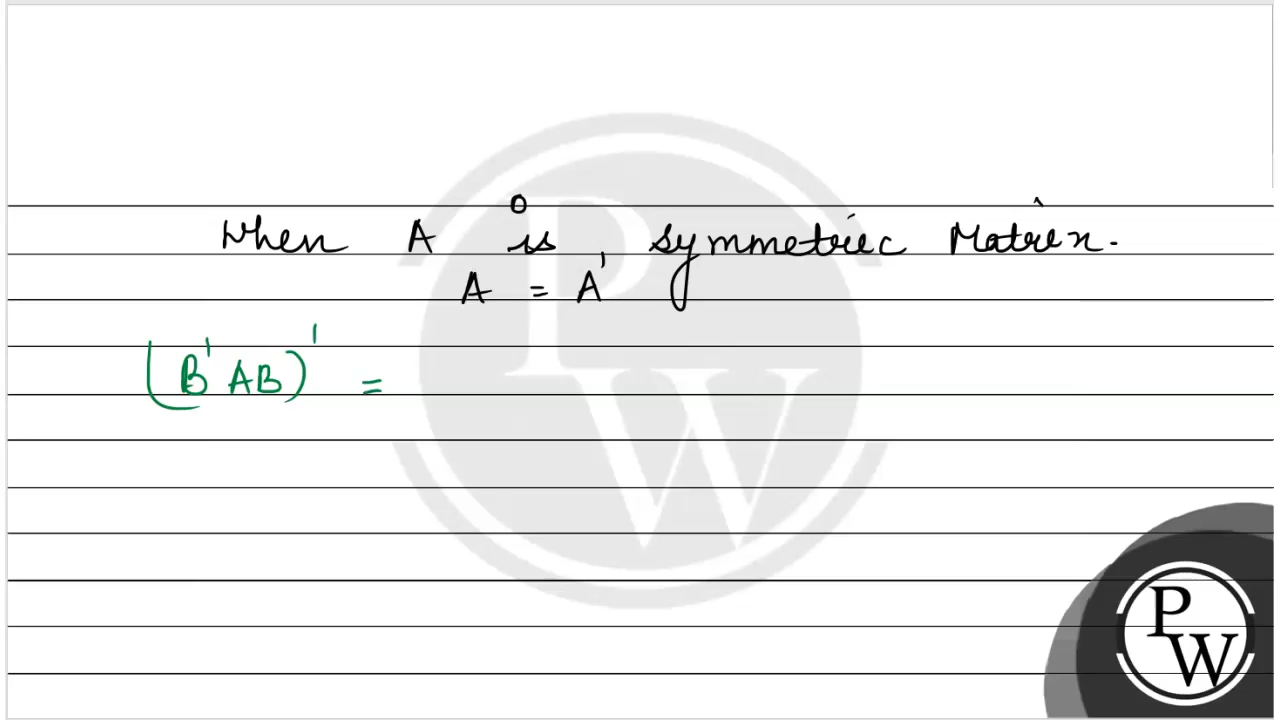 When A is symmetric Matrix.
A = A'
(B'AB)' =
P
W
P
W